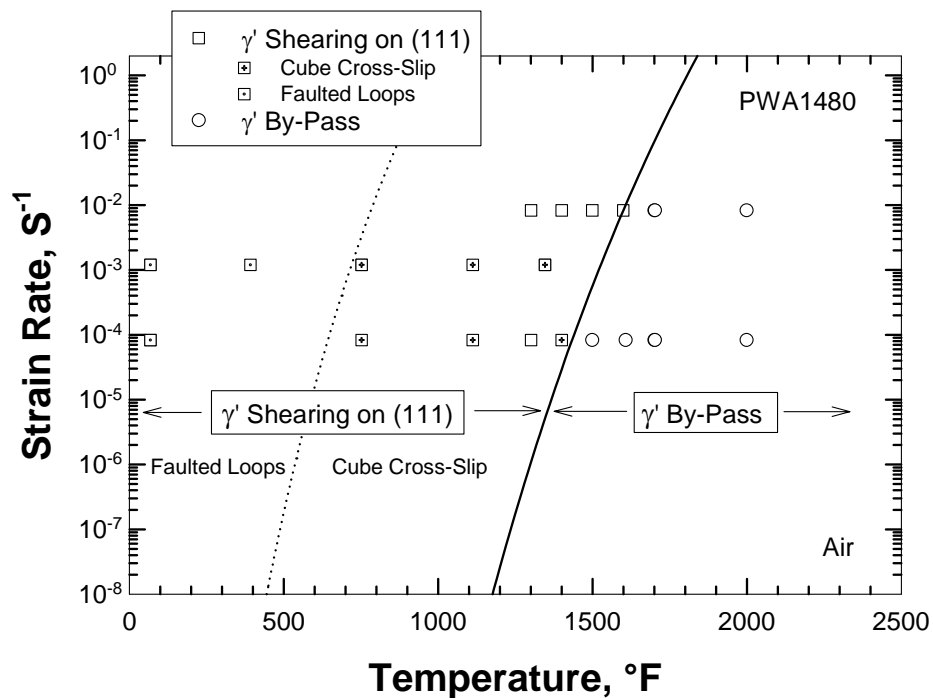 γ' Shearing on (111)
Cube Cross-Slip
Faulted Loops
γ' By-Pass
PWA1480
10⁰
10⁻¹
10⁻²
10⁻³
10⁻⁴
10⁻⁵
10⁻⁶
10⁻⁷
10⁻⁸
Strain Rate, S⁻¹
γ' Shearing on (111)
γ' By-Pass
Faulted Loops
Cube Cross-Slip
Air
0 500 1000 1500 2000 2500
Temperature, °F